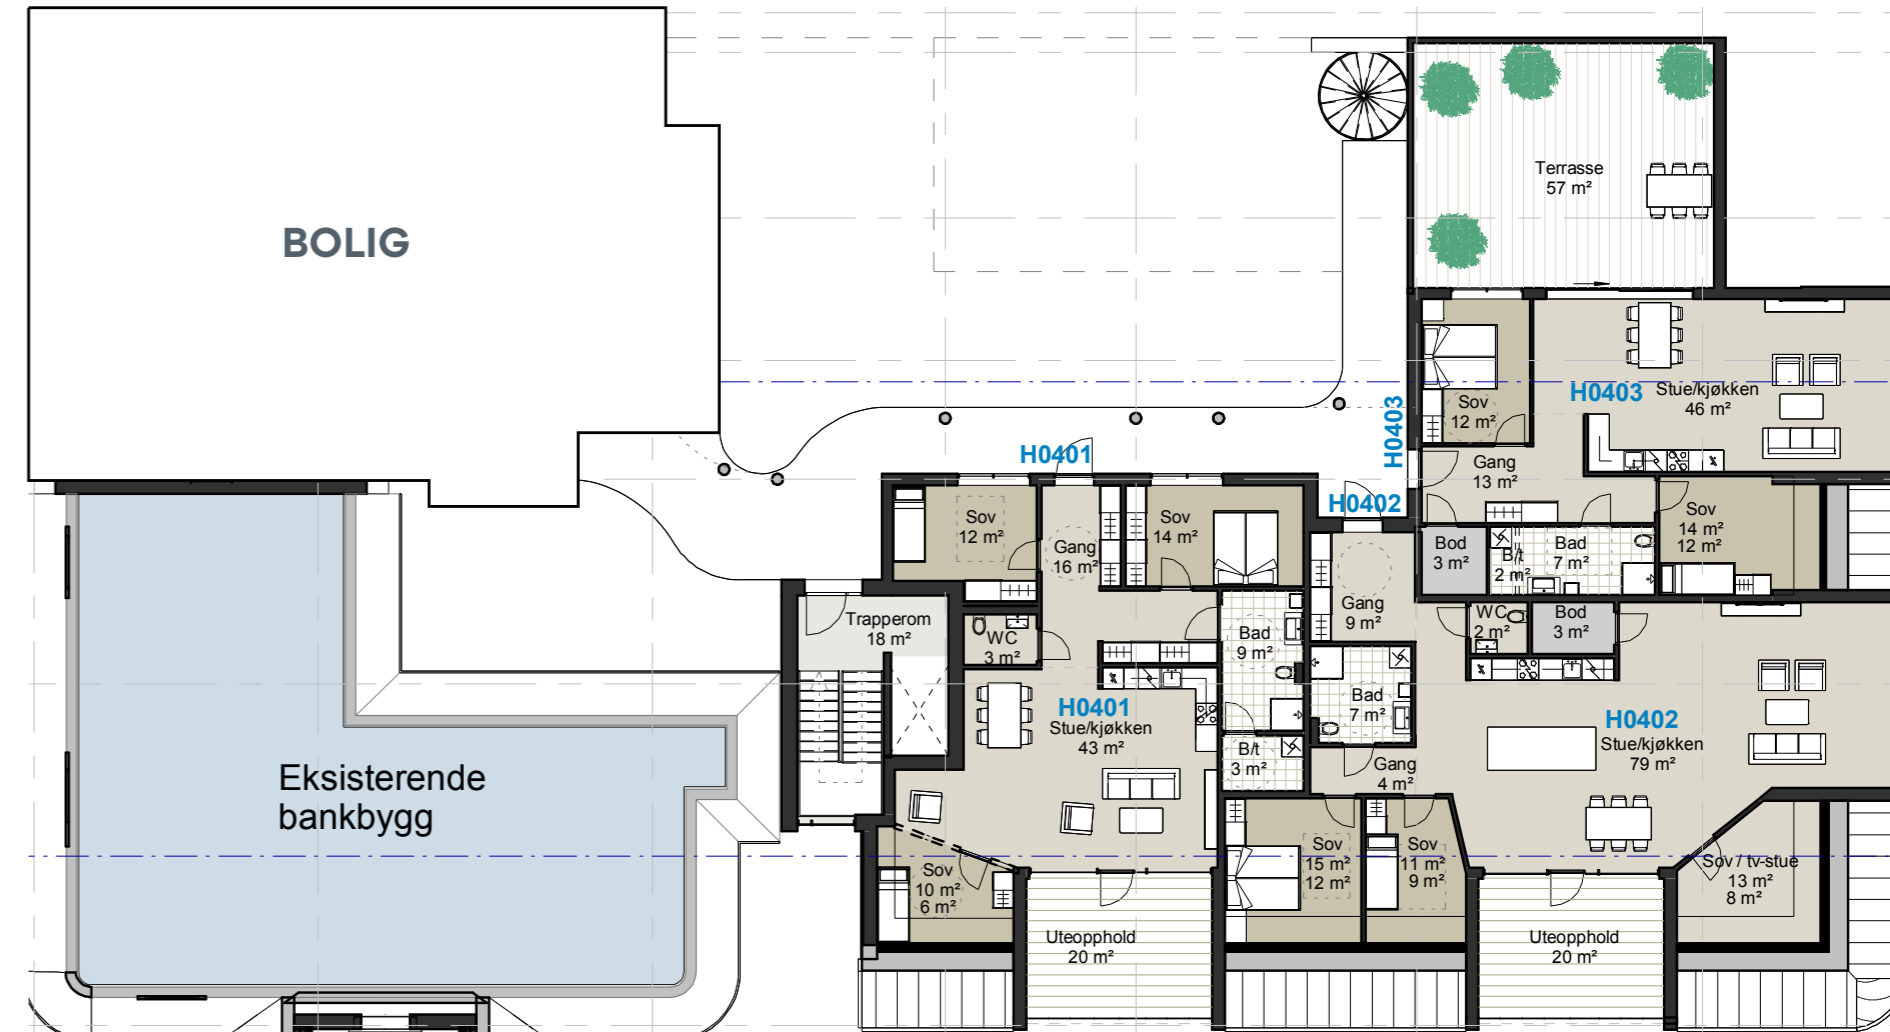 BOLIG
Eksisterende
bankbygg
Terrasse
57 m²
H0403
H0403
Stue/kjøkken
46 m²
Sov
12 m²
Gang
13 m²
Sov
14 m²
12 m²
Bod
3 m²
B/t
2 m²
Bad
7 m²
H0401
Sov
12 m²
Gang
16 m²
Sov
14 m²
H0402
Trapperom
18 m²
WC
3 m²
Bad
9 m²
Gang
9 m²
WC
2 m²
Bod
3 m²
H0401
Stue/kjøkken
43 m²
B/t
3 m²
Bad
7 m²
Gang
4 m²
H0402
Stue/kjøkken
79 m²
Sov
10 m²
6 m²
Sov
15 m²
12 m²
Sov
11 m²
9 m²
Sov / tv-stue
13 m²
8 m²
Uteopphold
20 m²
Uteopphold
20 m²